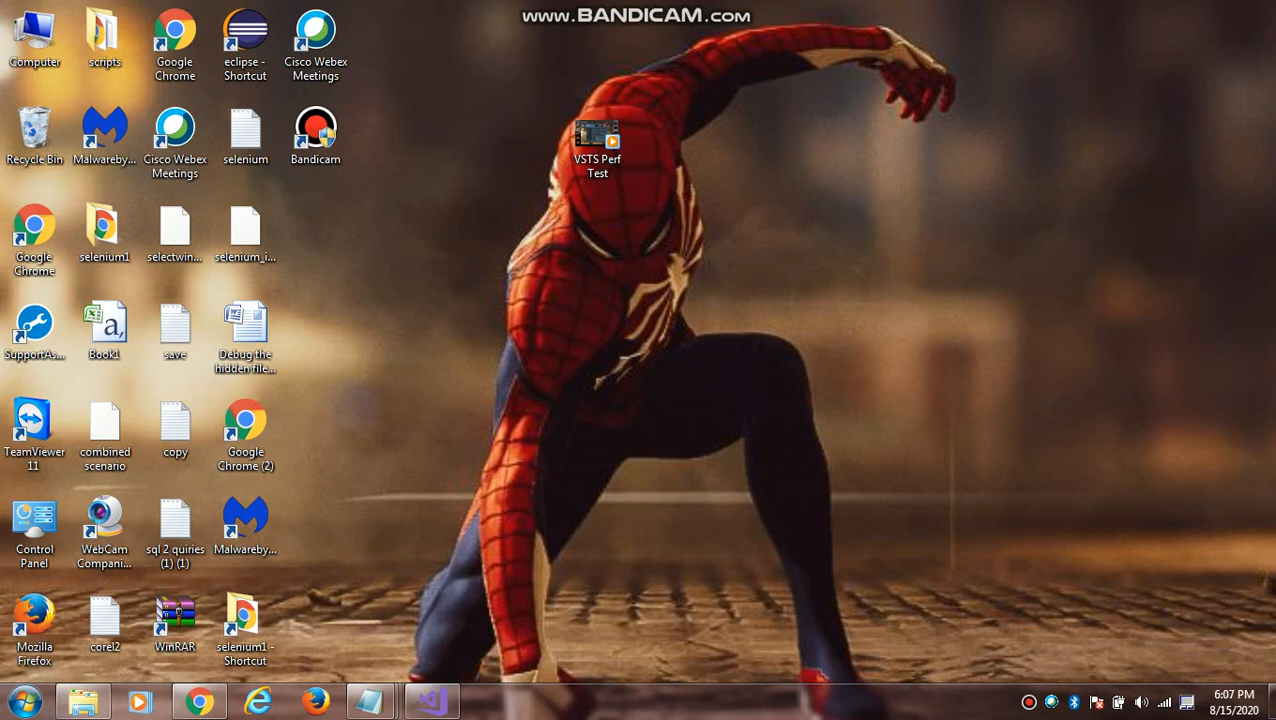 www.BANDICAM.com
Computer
scripts
Google
Chrome
eclipse -
Shortcut
Cisco Webex
Meetings
Recycle Bin
Malwareby...
Cisco Webex
Meetings
selenium
Bandicam
VSTS Perf
Test
Google
Chrome
selenium1
selectwin...
selenium_i...
SupportAs...
Book1
save
Debug the
hidden file...
TeamViewer
11
combined
scenario
copy
Google
Chrome (2)
Control
Panel
WebCam
Compani...
sql 2 quiries
(1) (1)
Malwareby...
Mozilla
Firefox
corel2
WinRAR
selenium1 -
Shortcut
6:07 PM
8/15/2020